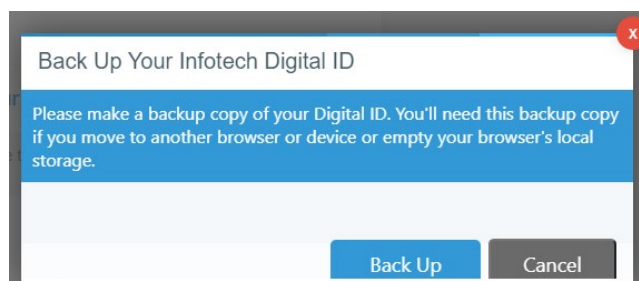 x
Back Up Your Infotech Digital ID
Please make a backup copy of your Digital ID. You'll need this backup copy
if you move to another browser or device or empty your browser's local
storage.
Back Up Cancel